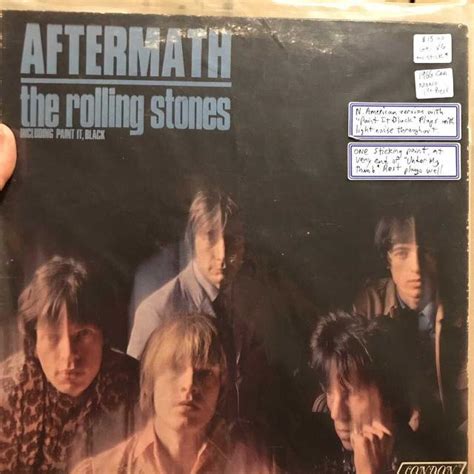 AFTERMATH
the rolling stones
INCLUDING PAINT IT, BLACK
N. American version with
"Paint It Black" Plays with
light noise throughout.
ONE sticking point, at
very end of "Under My
Thumb" Rest plays well
LONDON